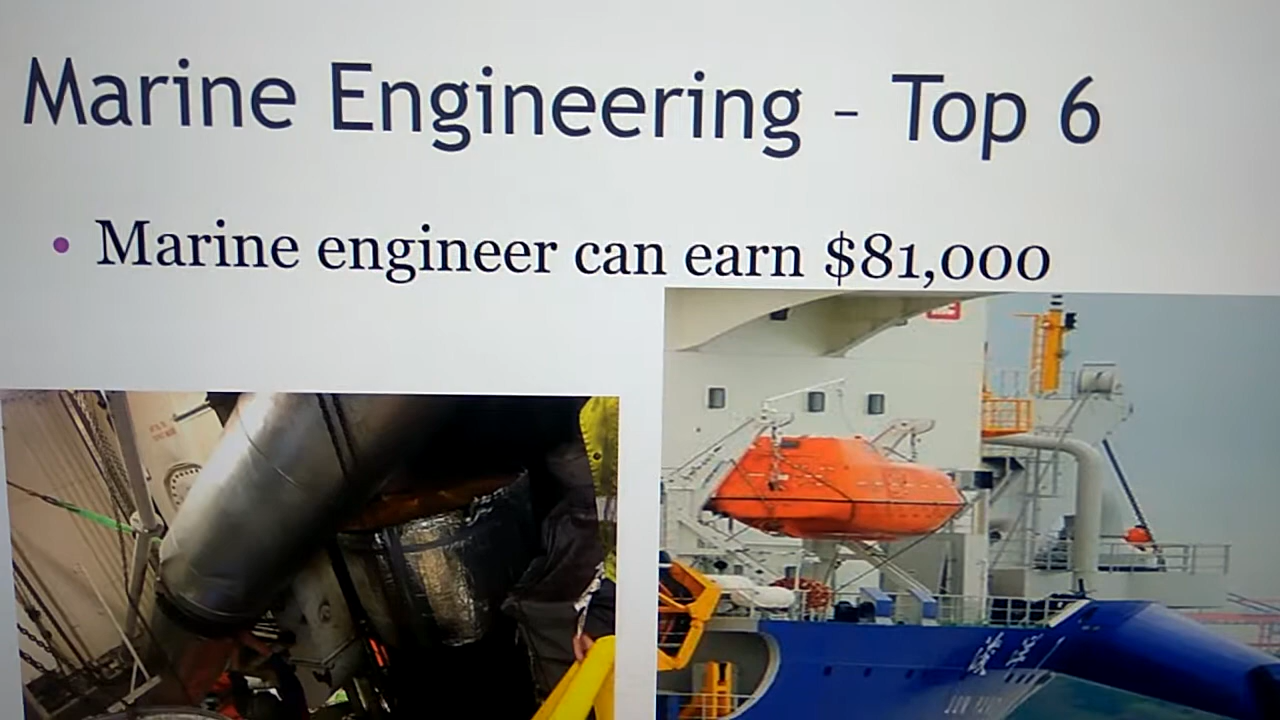 Marine Engineering – Top 6
• Marine engineer can earn $81,000